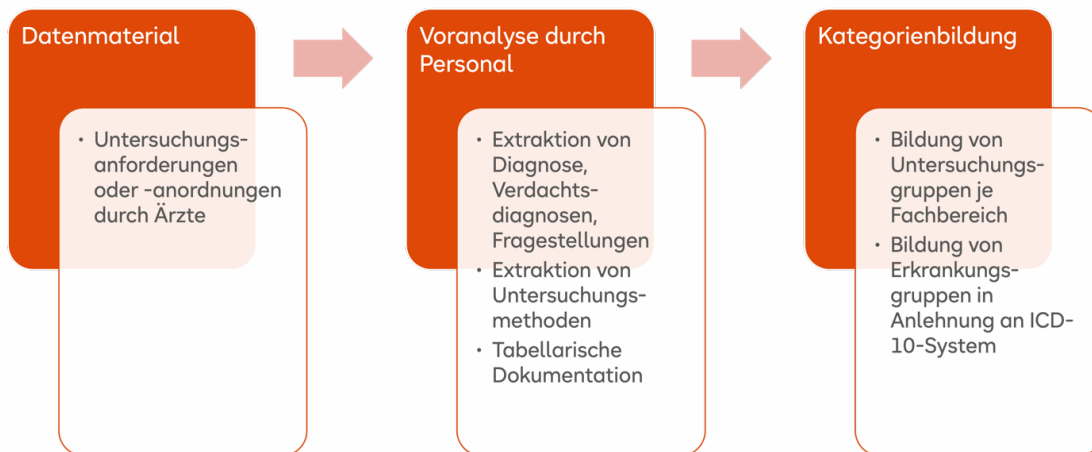 Datenmaterial
• Untersuchungs-
anforderungen
oder -anordnungen
durch Ärzte
Voranalyse durch
Personal
• Extraktion von
Diagnose,
Verdachts-
diagnosen,
Fragestellungen
• Extraktion von
Untersuchungs-
methoden
• Tabellarische
Dokumentation
Kategorienbildung
• Bildung von
Untersuchungs-
gruppen je
Fachbereich
• Bildung von
Erkrankungs-
gruppen in
Anlehnung an ICD-
10-System